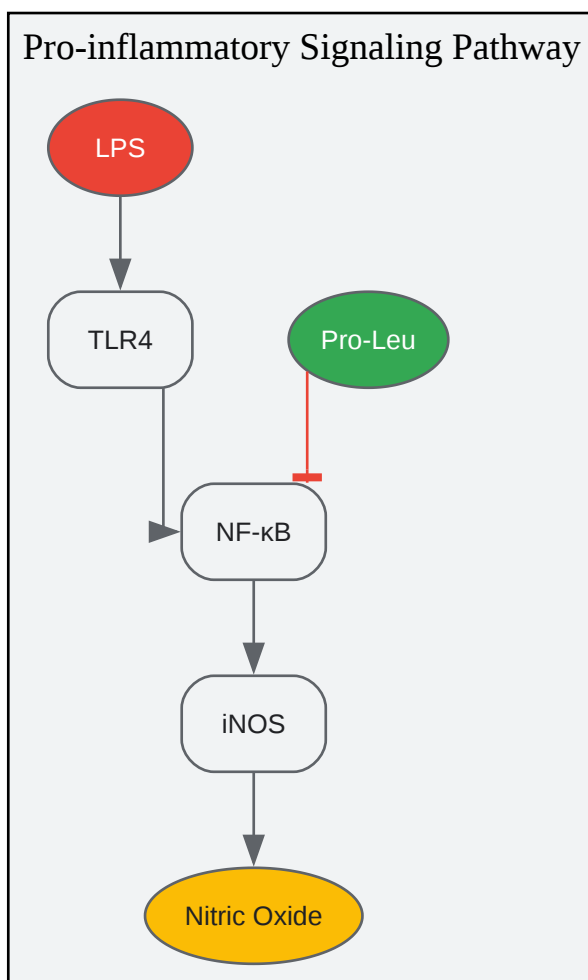 Pro-inflammatory Signaling Pathway
LPS
TLR4
Pro-Leu
NF-κB
iNOS
Nitric Oxide